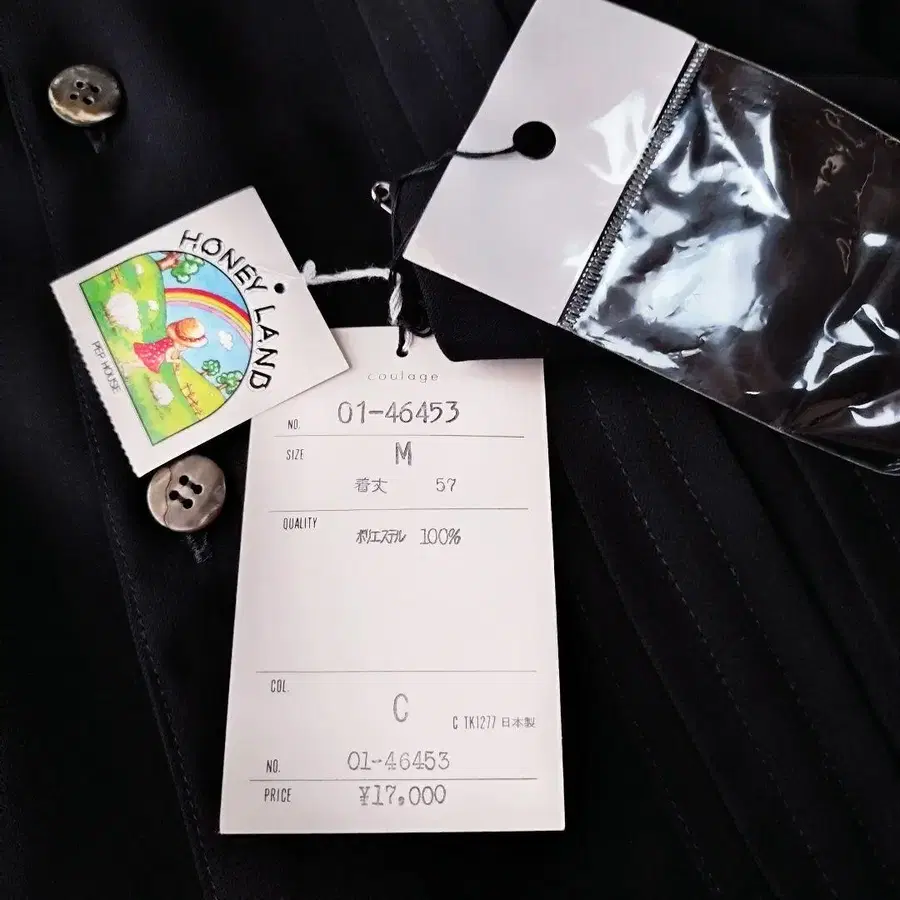 HONEY LAND
PEP HOUSE
coulage
NO. 01-46453
SIZE M
着丈 57
QUALITY ポリエステル 100%
COL. C
C TK1277 日本製
NO. 01-46453
PRICE ¥17,000